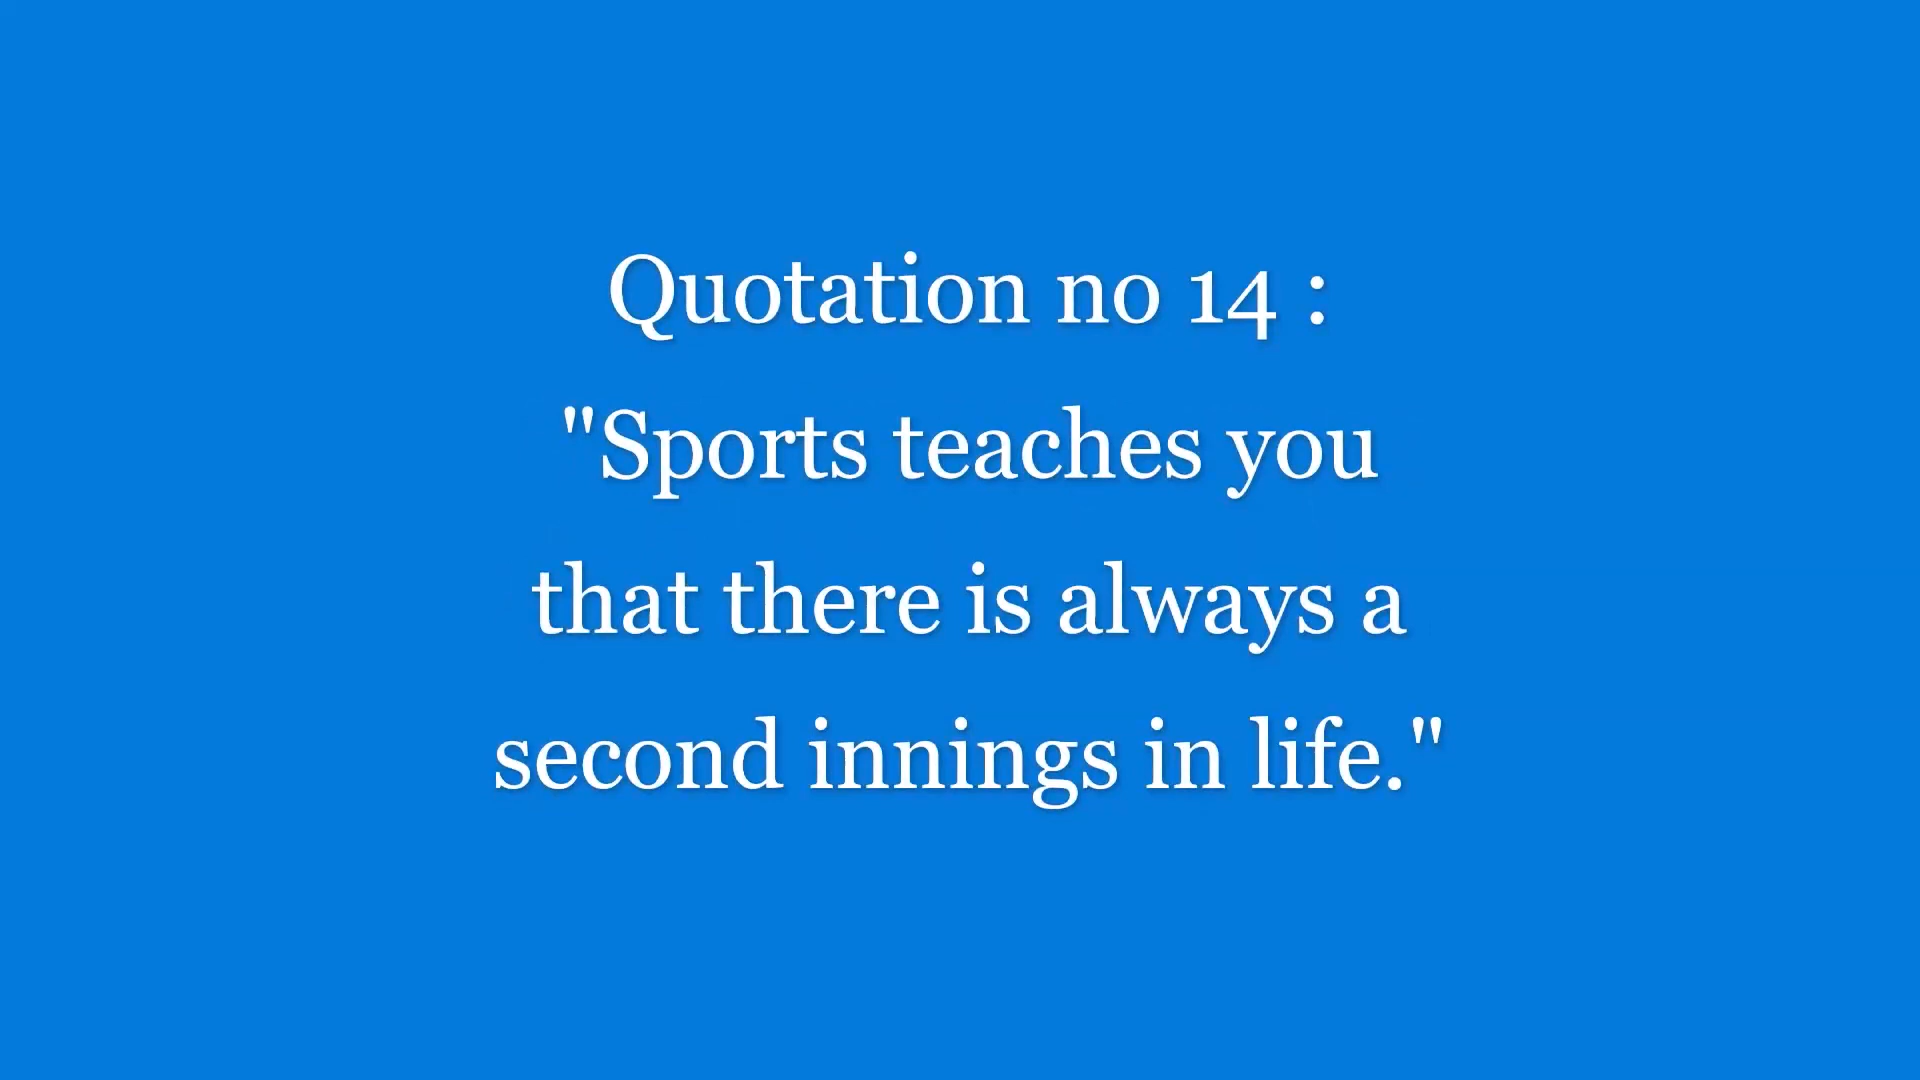 Quotation no 14 :
"Sports teaches you
that there is always a
second innings in life."